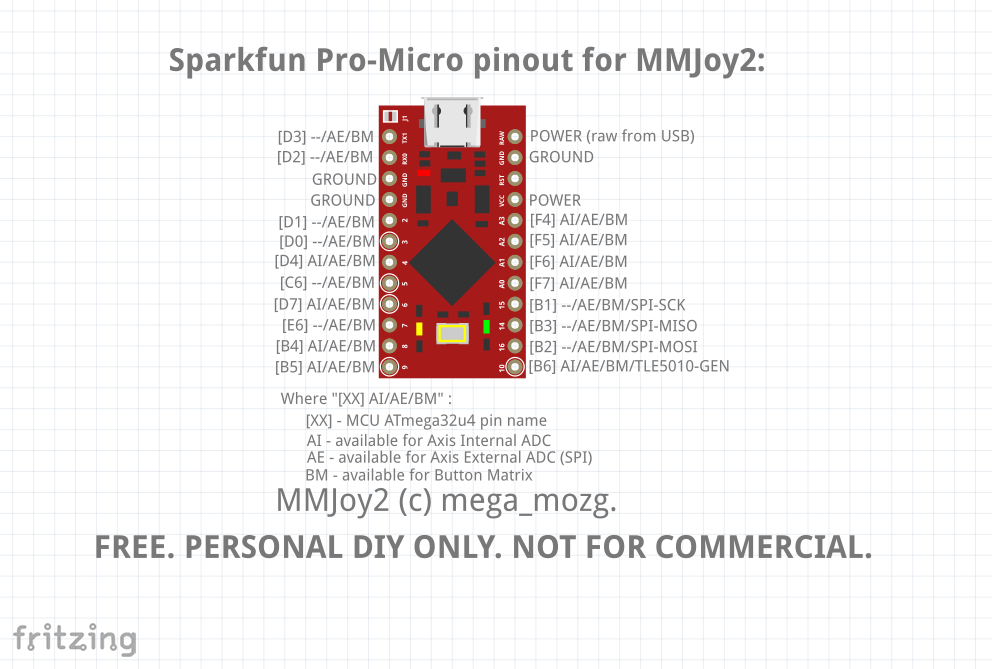 Sparkfun Pro-Micro pinout for MMJoy2:
J1
[D3] --/AE/BM TX1 RAW POWER (raw from USB)
[D2] --/AE/BM RX0 GND GROUND
GROUND GND RST
GROUND GND VCC POWER
[D1] --/AE/BM 2 A3 [F4] AI/AE/BM
[D0] --/AE/BM 3 A2 [F5] AI/AE/BM
[D4] AI/AE/BM 4 A1 [F6] AI/AE/BM
[C6] --/AE/BM 5 A0 [F7] AI/AE/BM
[D7] AI/AE/BM 6 15 [B1] --/AE/BM/SPI-SCK
[E6] --/AE/BM 7 14 [B3] --/AE/BM/SPI-MISO
[B4] AI/AE/BM 8 16 [B2] --/AE/BM/SPI-MOSI
[B5] AI/AE/BM 9 10 [B6] AI/AE/BM/TLE5010-GEN
Where "[XX] AI/AE/BM" :
[XX] - MCU ATmega32u4 pin name
AI - available for Axis Internal ADC
AE - available for Axis External ADC (SPI)
BM - available for Button Matrix
MMJoy2 (c) mega_mozg.
FREE. PERSONAL DIY ONLY. NOT FOR COMMERCIAL.
fritzing